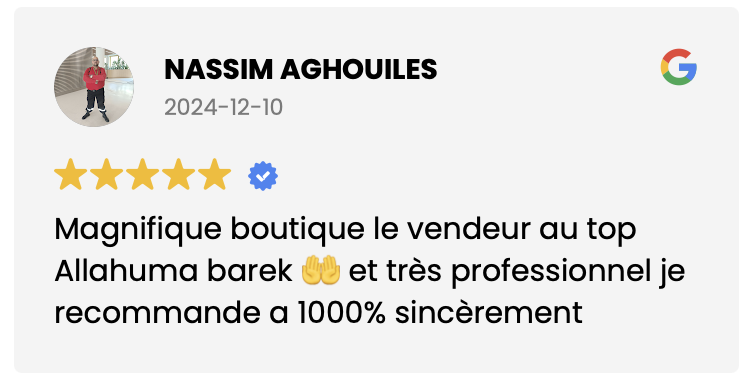 NASSIM AGHOUILES
2024-12-10
Magnifique boutique le vendeur au top
Allahuma barek 🤲 et très professionnel je
recommande a 1000% sincèrement